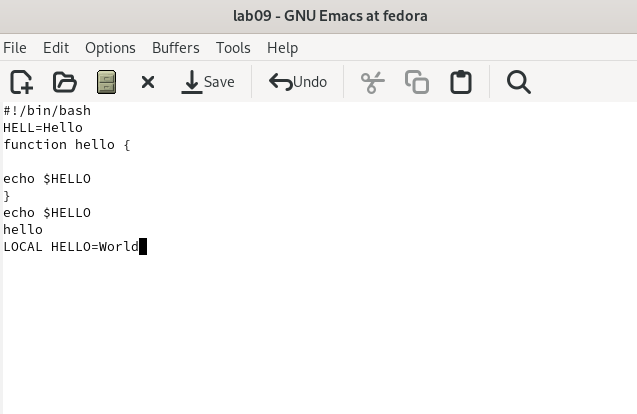 lab09 - GNU Emacs at fedora
File Edit Options Buffers Tools Help
Save Undo
#!/bin/bash
HELL=Hello
function hello {

echo $HELLO
}
echo $HELLO
hello
LOCAL HELLO=World